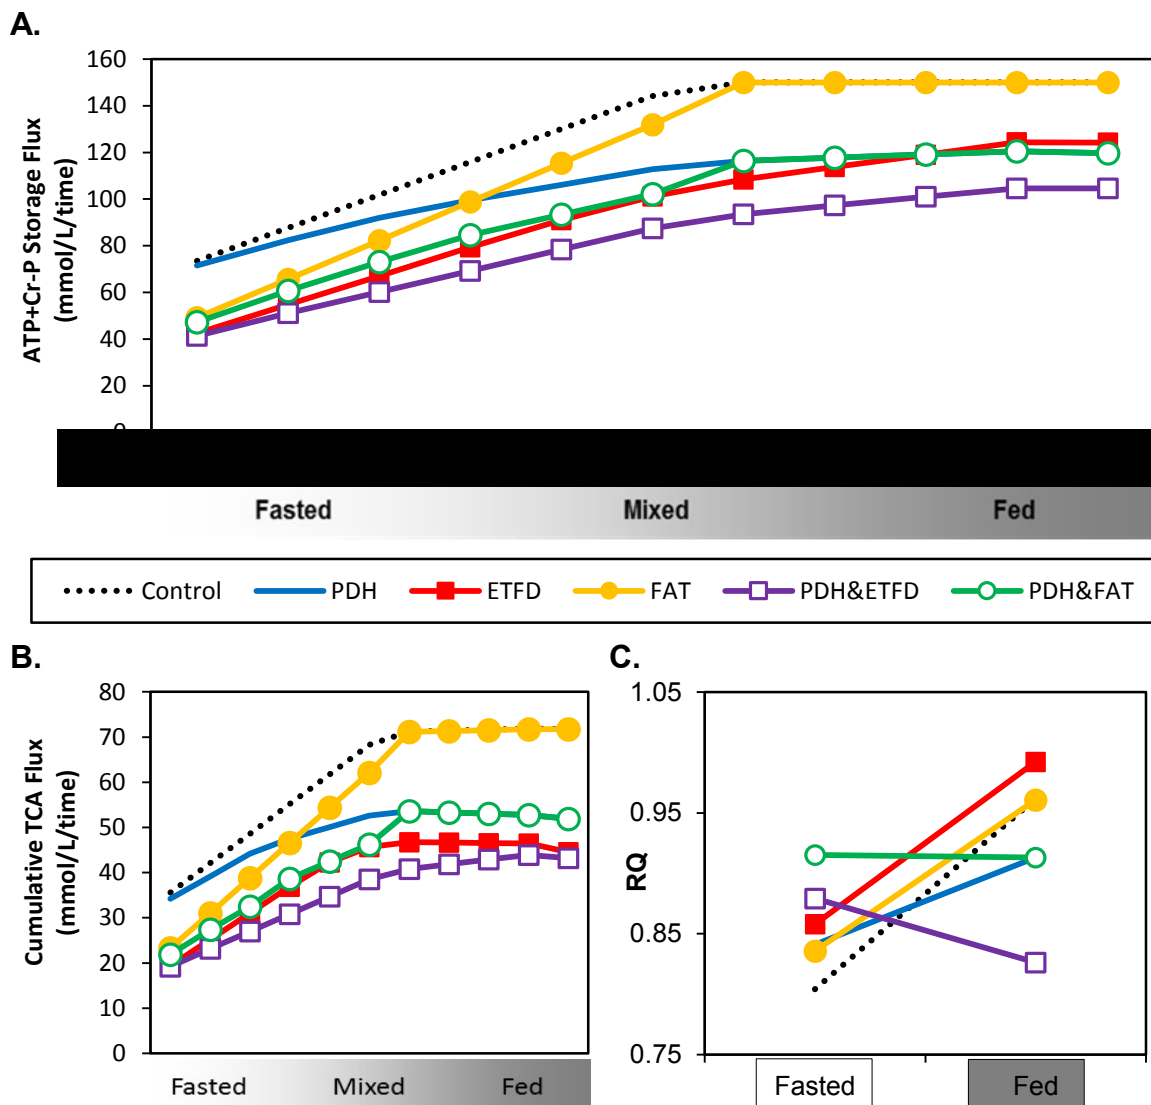 A.
160
140
120
100
80
60
40
20
ATP+Cr-P Storage Flux
(mmol/L/time)
Fasted Mixed Fed
Control PDH ETFD FAT PDH&ETFD PDH&FAT
B.
80
70
60
50
40
30
20
10
0
Cumulative TCA Flux
(mmol/L/time)
Fasted Mixed Fed
C.
1.05
0.95
0.85
0.75
RQ
Fasted Fed